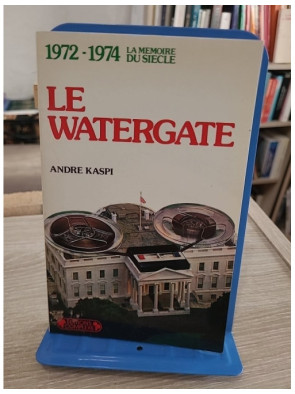 1972 - 1974 LA MEMOIRE
DU SIECLE
LE
WATERGATE
ANDRE KASPI